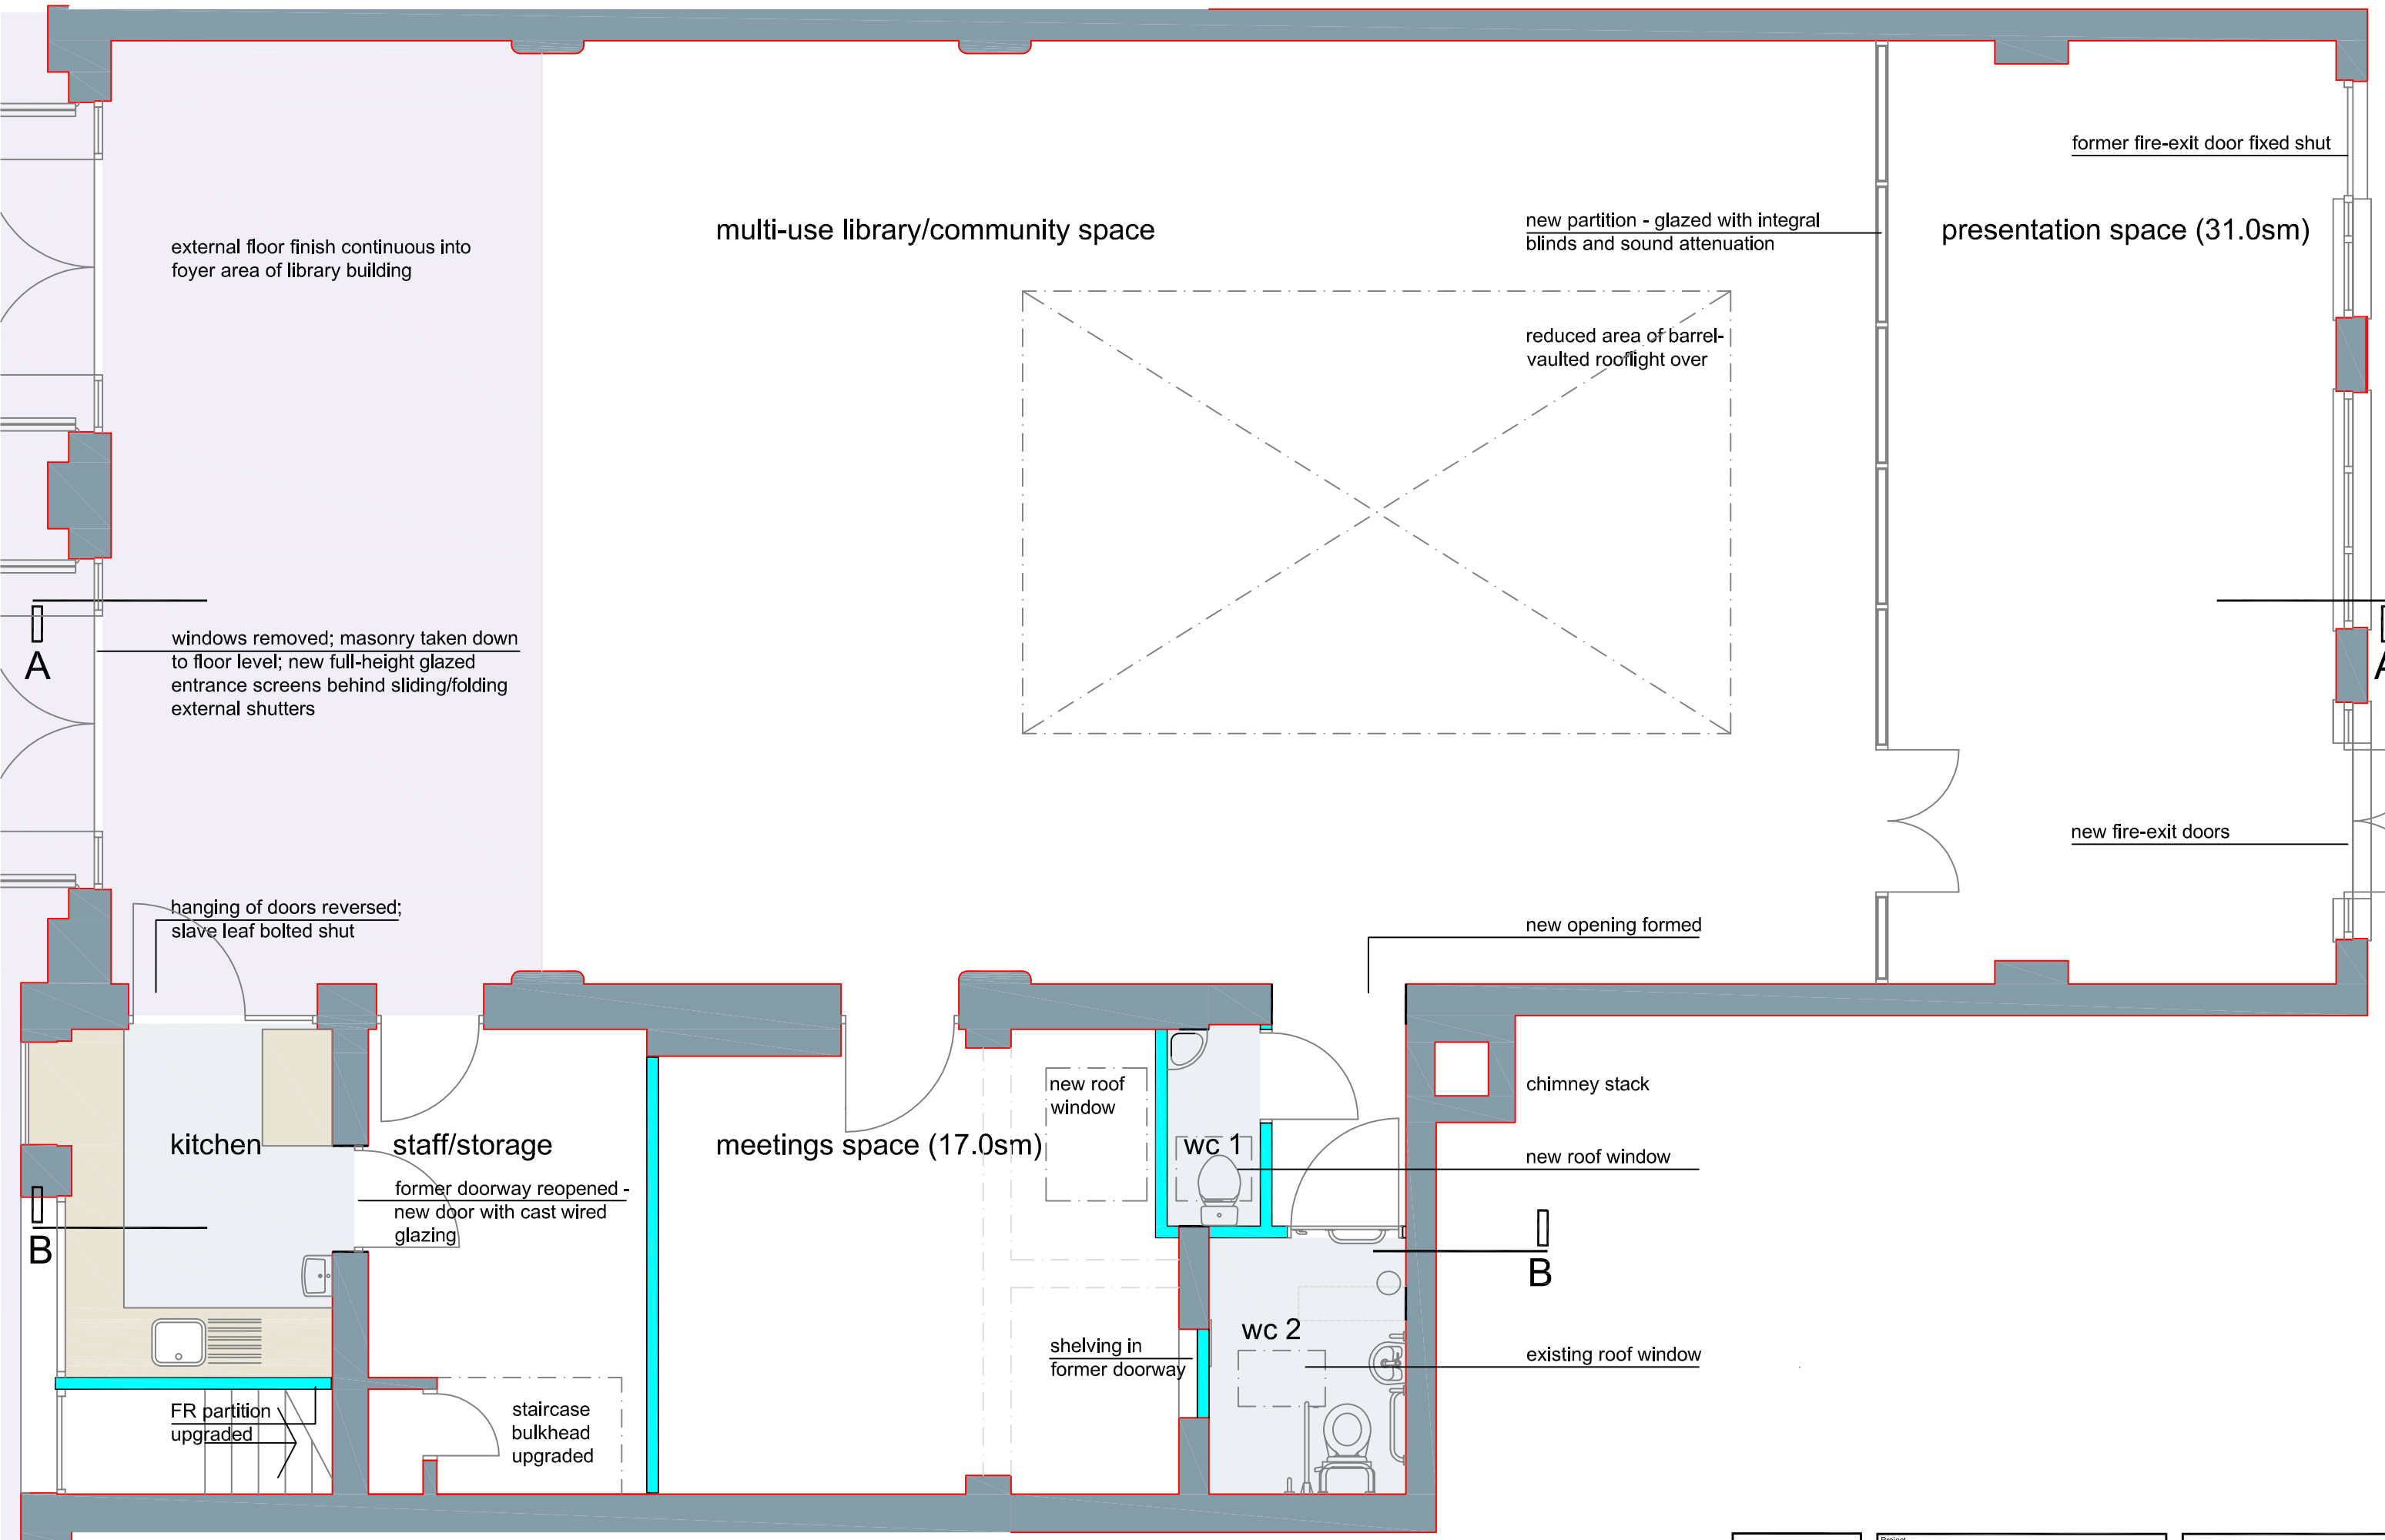 former fire-exit door fixed shut
multi-use library/community space
new partition - glazed with integral
blinds and sound attenuation
presentation space (31.0sm)
external floor finish continuous into
foyer area of library building
reduced area of barrel-
vaulted rooflight over
A
windows removed; masonry taken down
to floor level; new full-height glazed
entrance screens behind sliding/folding
external shutters
A
new fire-exit doors
hanging of doors reversed;
slave leaf bolted shut
new opening formed
new roof
window
chimney stack
kitchen
staff/storage
meetings space (17.0sm)
wc 1
new roof window
former doorway reopened -
new door with cast wired
glazing
B
B
wc 2
shelving in
former doorway
existing roof window
FR partition
upgraded
staircase
bulkhead
upgraded
Project